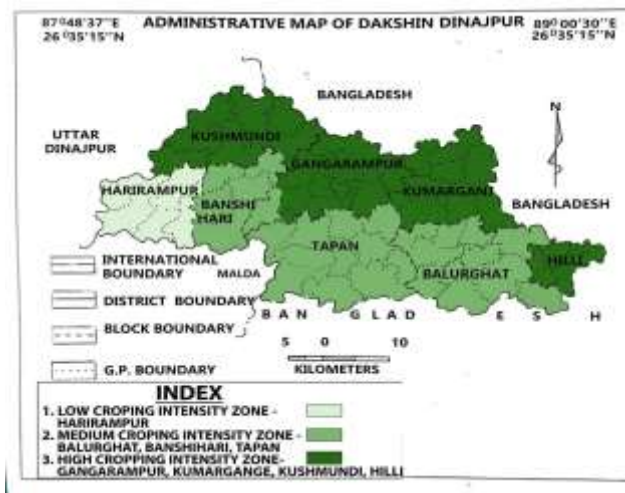 ADMINISTRATIVE MAP OF DAKSHIN DINAJPUR
87°48'37"E
26°35'15"N
89°00'30"E
26°35'15"N
BANGLADESH
N
UTTAR
DINAJPUR
KUSHMUNDI
GANGARAMPUR
HARIRAMPUR
KUMARGANJ
BANSHI
HARI
BANGLADESH
TAPAN
HILLI
INTERNATIONAL
BOUNDARY
MALDA
BALURGHAT
DISTRICT BOUNDARY
B A N G L A D E S H
BLOCK BOUNDARY
5 0 10
KILOMETERS
G.P. BOUNDARY
INDEX
1. LOW CROPING INTENSITY ZONE -
HARIRAMPUR
2. MEDIUM CROPING INTENSITY ZONE -
BALURGHAT, BANSHIHARI, TAPAN
3. HIGH CROPPING INTENSITY ZONE-
GANGARAMPUR, KUMARGANGE, KUSHMUNDI, HILLI